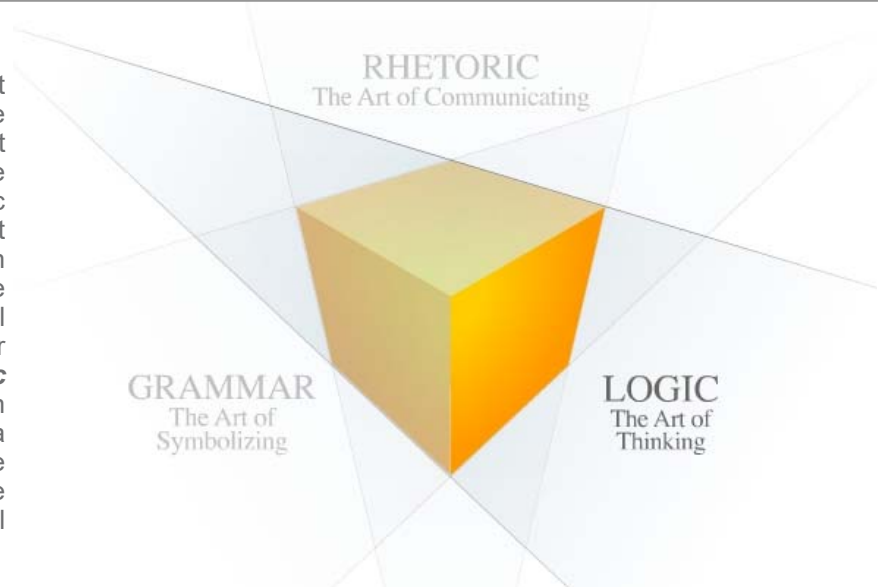 RHETORIC
The Art of Communicating
GRAMMAR
The Art of
Symbolizing
LOGIC
The Art of
Thinking